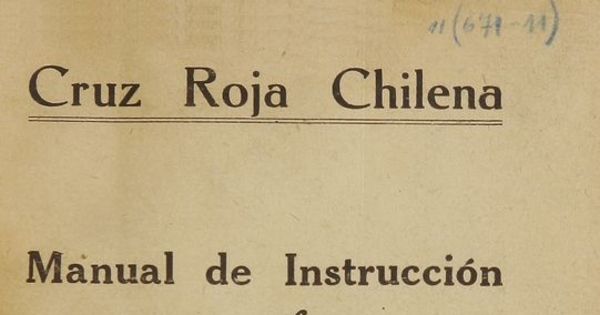 11 (671-11)
Cruz Roja Chilena
Manual de Instrucción